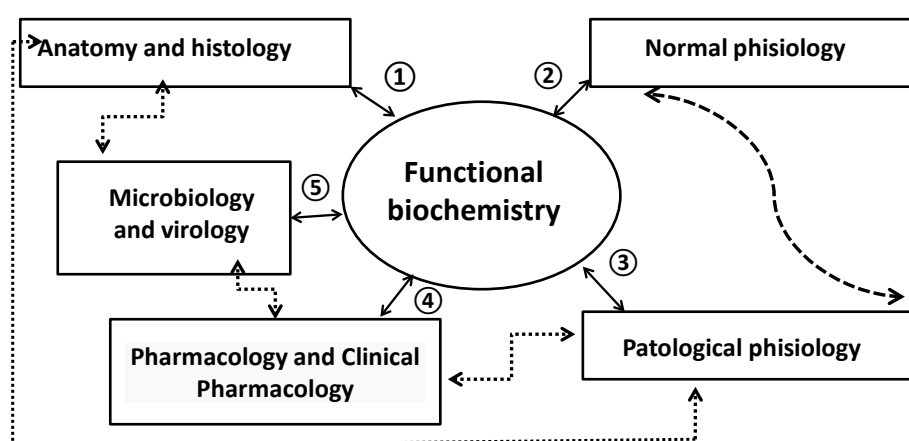 Anatomy and histology
Normal phisiology
①
②
Functional
biochemistry
Microbiology
and virology
⑤
③
④
Pharmacology and Clinical
Pharmacology
Patological phisiology